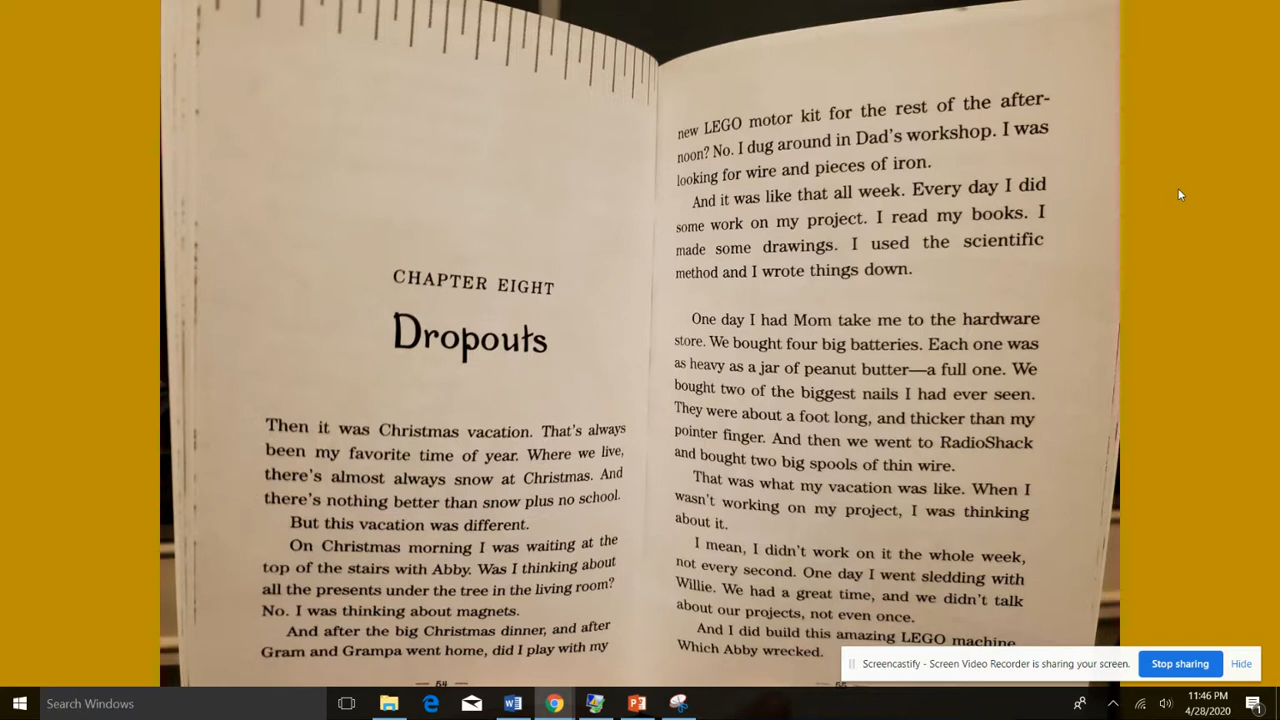 CHAPTER EIGHT
Dropouts
Then it was Christmas vacation. That's always
been my favorite time of year. Where we live,
there's almost always snow at Christmas. And
there's nothing better than snow plus no school.
But this vacation was different.
On Christmas morning I was waiting at the
top of the stairs with Abby. Was I thinking about
all the presents under the tree in the living room?
No. I was thinking about magnets.
And after the big Christmas dinner, and after
Gram and Grampa went home, did I play with my
54
new LEGO motor kit for the rest of the after-
noon? No. I dug around in Dad's workshop. I was
looking for wire and pieces of iron.
And it was like that all week. Every day I did
some work on my project. I read my books. I
made some drawings. I used the scientific
method and I wrote things down.
One day I had Mom take me to the hardware
store. We bought four big batteries. Each one was
as heavy as a jar of peanut butter—a full one. We
bought two of the biggest nails I had ever seen.
They were about a foot long, and thicker than my
pointer finger. And then we went to RadioShack
and bought two big spools of thin wire.
That was what my vacation was like. When I
wasn't working on my project, I was thinking
about it.
I mean, I didn't work on it the whole week,
not every second. One day I went sledding with
Willie. We had a great time, and we didn't talk
about our projects, not even once.
And I did build this amazing LEGO machine.
Which Abby wrecked.
55
Screencastify - Screen Video Recorder is sharing your screen.
Stop sharing
Hide
Search Windows
11:46 PM
4/28/2020
1